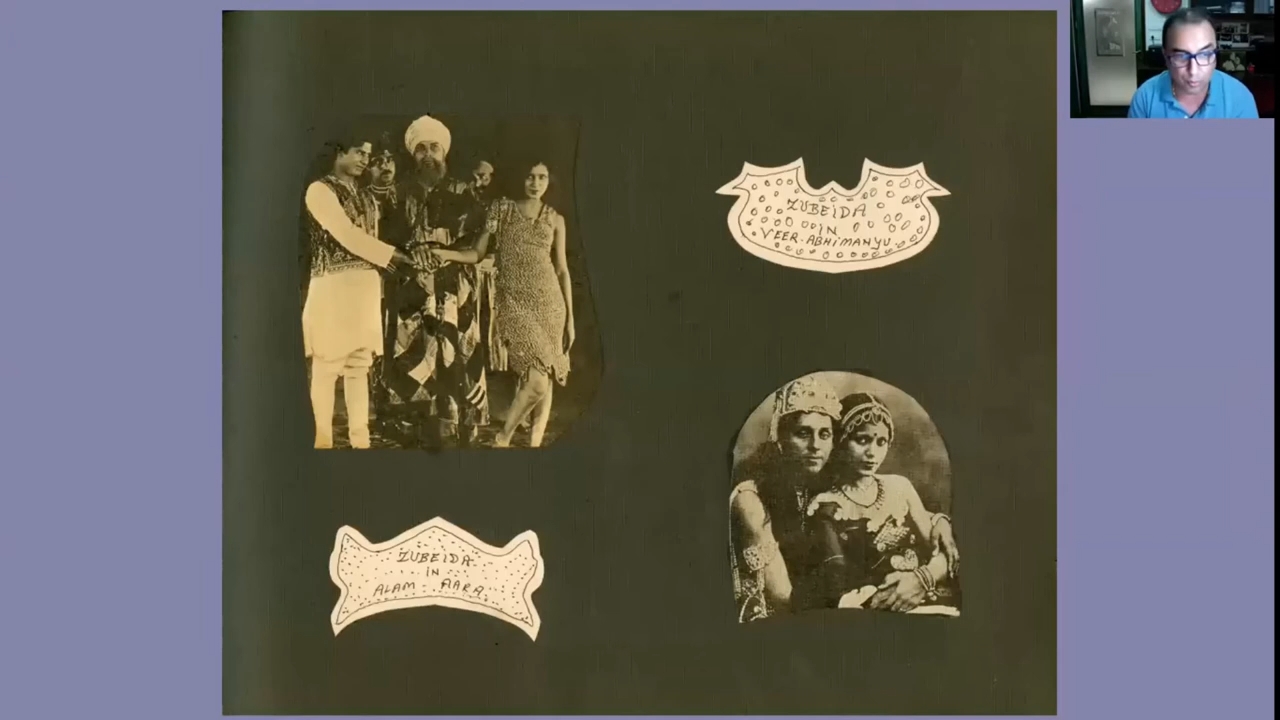 ZUBEIDA
IN
VEER-ABHIMANYU
ZUBEIDA
IN
ALAM-AARA